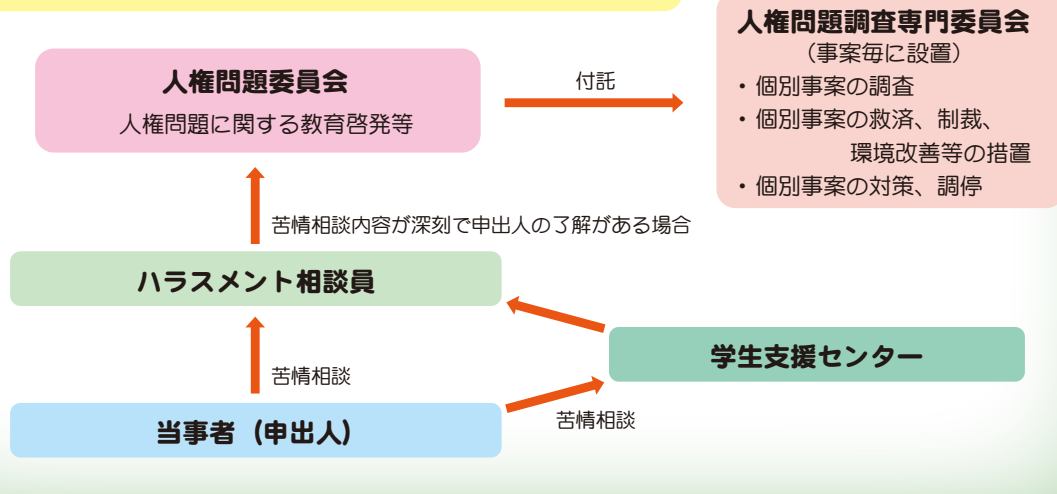 人権問題調査専門委員会
（事案毎に設置）
・個別事案の調査
・個別事案の救済、制裁、
環境改善等の措置
・個別事案の対策、調停
人権問題委員会
人権問題に関する教育啓発等
付託
苦情相談内容が深刻で申出人の了解がある場合
ハラスメント相談員
学生支援センター
苦情相談
苦情相談
当事者（申出人）